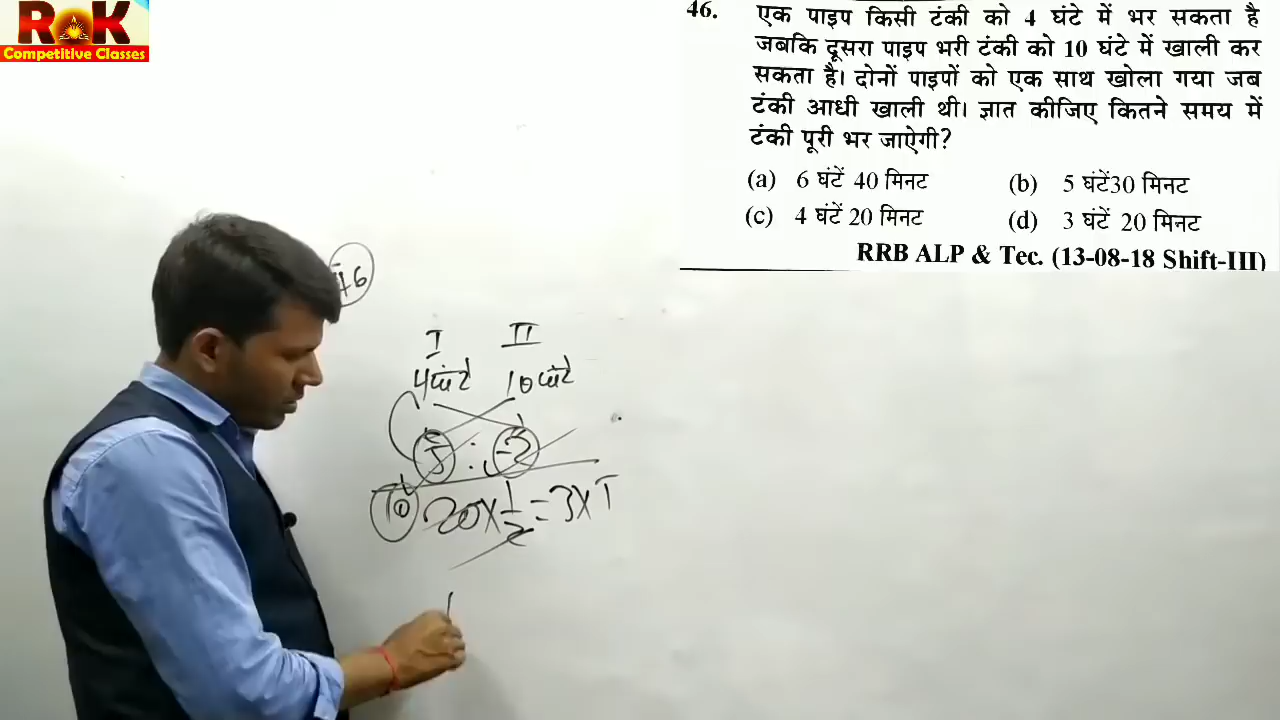 ROK
Competitive Classes
46. एक पाइप किसी टंकी को 4 घंटे में भर सकता है
जबकि दूसरा पाइप भरी टंकी को 10 घंटे में खाली कर
सकता है। दोनों पाइपों को एक साथ खोला गया जब
टंकी आधी खाली थी। ज्ञात कीजिए कितने समय में
टंकी पूरी भर जाऐगी?
(a) 6 घंटें 40 मिनट (b) 5 घंटें30 मिनट
(c) 4 घंटें 20 मिनट (d) 3 घंटें 20 मिनट
RRB ALP & Tec. (13-08-18 Shift-III)
46
I II
4घंटे 10घंटे
5 : -2
10 20×1/2=3×T